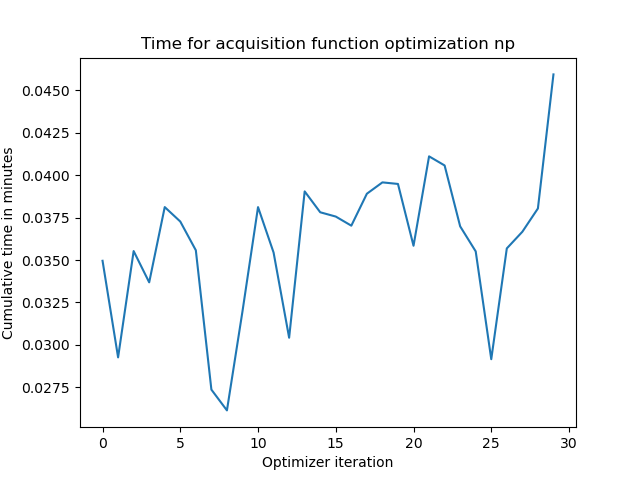 Time for acquisition function optimization np
0.0450
0.0425
0.0400
0.0375
0.0350
0.0325
0.0300
0.0275
Cumulative time in minutes
0 5 10 15 20 25 30
Optimizer iteration